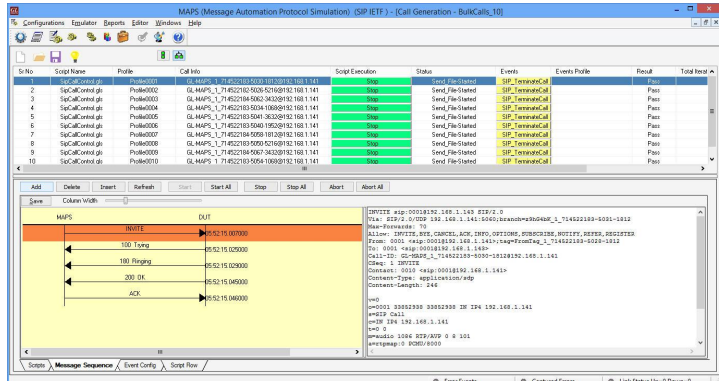 MAPS (Message Automation Protocol Simulation) (SIP IETF ) - [Call Generation - BulkCalls_10]
Configurations Emulator Reports Editor Windows Help
Sr No Script Name Profile Call Info Script Execution Status Events Events Profile Result Total Iterat
1 SipCallControl.gls Profile0001 GL-MAPS_1_714522183-5030-1812@192.168.1.141 Stop Send_File-Started SIP_TerminateCall Pass
2 SipCallControl.gls Profile0002 GL-MAPS_1_714522182-5026-5216@192.168.1.141 Stop Send_File-Started SIP_TerminateCall Pass
3 SipCallControl.gls Profile0003 GL-MAPS_1_714522184-5062-3432@192.168.1.141 Stop Send_File-Started SIP_TerminateCall Pass
4 SipCallControl.gls Profile0004 GL-MAPS_1_714522183-5034-1068@192.168.1.141 Stop Send_File-Started SIP_TerminateCall Pass
5 SipCallControl.gls Profile0005 GL-MAPS_1_714522183-5041-3632@192.168.1.141 Stop Send_File-Started SIP_TerminateCall Pass
6 SipCallControl.gls Profile0006 GL-MAPS_1_714522183-5040-1952@192.168.1.141 Stop Send_File-Started SIP_TerminateCall Pass
7 SipCallControl.gls Profile0007 GL-MAPS_1_714522184-5058-1812@192.168.1.141 Stop Send_File-Started SIP_TerminateCall Pass
8 SipCallControl.gls Profile0008 GL-MAPS_1_714522183-5050-5216@192.168.1.141 Stop Send_File-Started SIP_TerminateCall Pass
9 SipCallControl.gls Profile0009 GL-MAPS_1_714522184-5067-3432@192.168.1.141 Stop Send_File-Started SIP_TerminateCall Pass
10 SipCallControl.gls Profile0010 GL-MAPS_1_714522183-5054-1068@192.168.1.141 Stop Send_File-Started SIP_TerminateCall Pass
Add Delete Insert Refresh Start Start All Stop Stop All Abort Abort All
Save Column Width
MAPS DUT
INVITE 05:52:15.007000
100 Trying 05:52:15.025000
180 Ringing 05:52:15.029000
200 OK 05:52:15.045000
ACK 05:52:15.046000
INVITE sip:0001@192.168.1.143 SIP/2.0
Via: SIP/2.0/UDP 192.168.1.141:5060;branch=z9hG4bK_1_714522183-5031-1812
Max-Forwards: 70
Allow: INVITE,BYE,CANCEL,ACK,INFO,OPTIONS,SUBSCRIBE,NOTIFY,REFER,REGISTER
From: 0001 <sip:0001@192.168.1.141>;tag=FromTag_1_714522183-5028-1812
To: 0001 <sip:0001@192.168.1.143>
Call-ID: GL-MAPS_1_714522183-5030-1812@192.168.1.141
CSeq: 1 INVITE
Contact: 0010 <sip:0001@192.168.1.141>
Content-Type: application/sdp
Content-Length: 246
v=0
o=0001 33852938 33852938 IN IP4 192.168.1.141
s=SIP Call
c=IN IP4 192.168.1.141
t=0 0
m=audio 1086 RTP/AVP 0 8 101
a=rtpmap:0 PCMU/8000
Scripts Message Sequence Event Config Script Flow
Error Events Captured Errors Link Status Up=0 Down=0